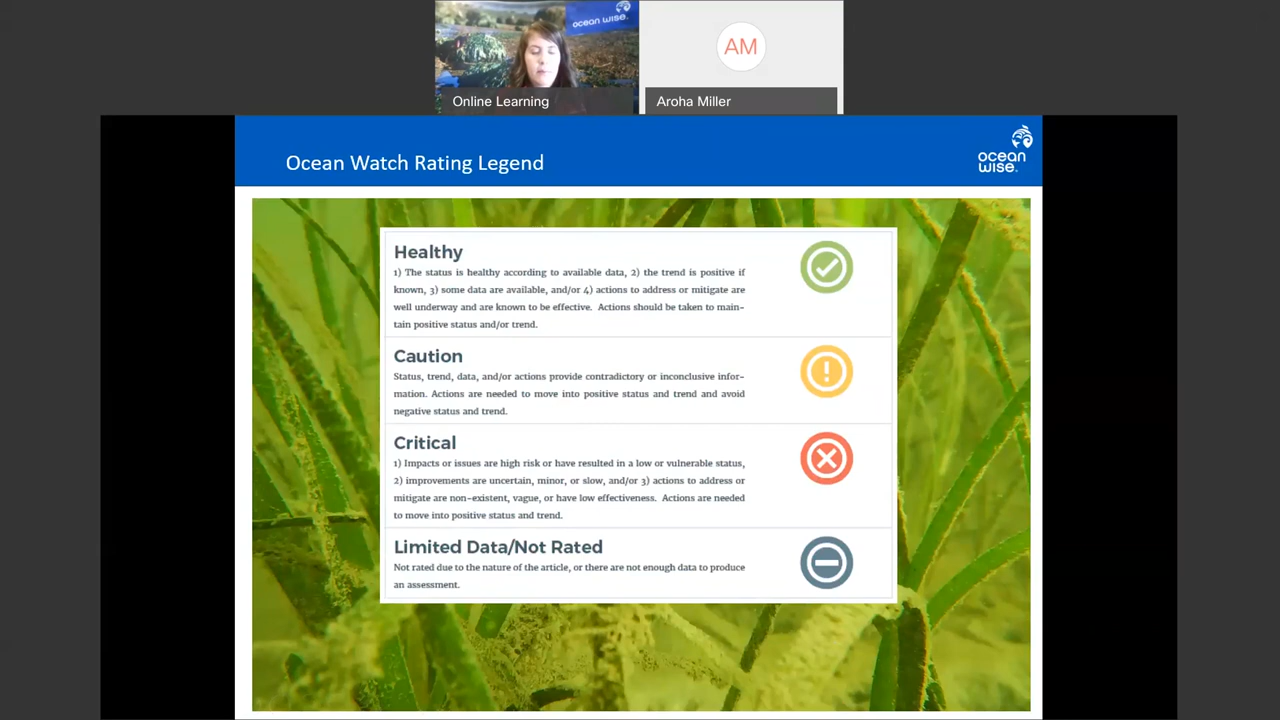 ocean wise.
AM
Online Learning
Aroha Miller
Ocean Watch Rating Legend
ocean
wise.
Healthy
1) The status is healthy according to available data, 2) the trend is positive if
known, 3) some data are available, and/or 4) actions to address or mitigate are
well underway and are known to be effective. Actions should be taken to main-
tain positive status and/or trend.
Caution
Status, trend, data, and/or actions provide contradictory or inconclusive infor-
mation. Actions are needed to move into positive status and trend and avoid
negative status and trend.
Critical
1) Impacts or issues are high risk or have resulted in a low or vulnerable status,
2) improvements are uncertain, minor, or slow, and/or 3) actions to address or
mitigate are non-existent, vague, or have low effectiveness. Actions are needed
to move into positive status and trend.
Limited Data/Not Rated
Not rated due to the nature of the article, or there are not enough data to produce
an assessment.